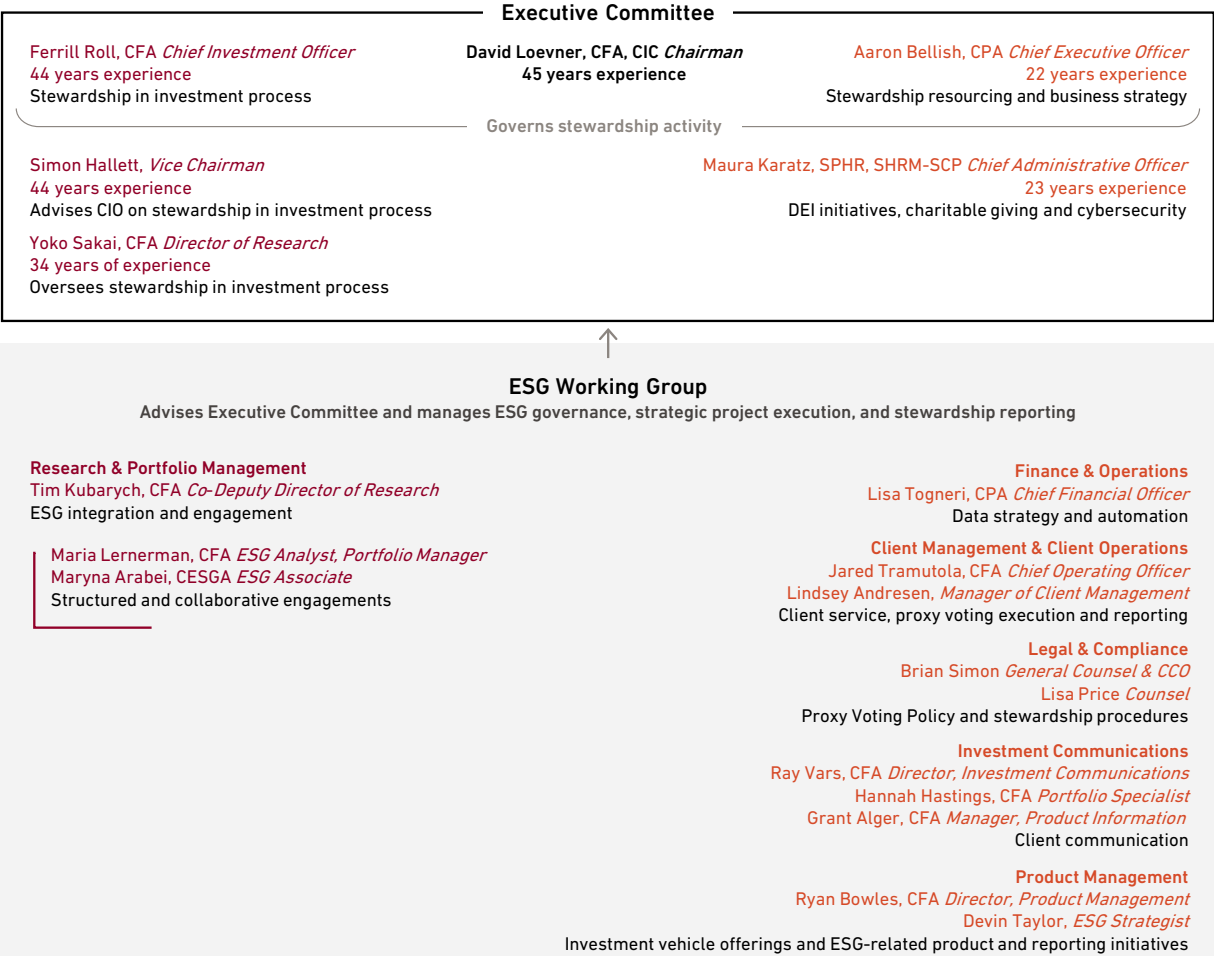 Executive Committee
Ferrill Roll, CFA Chief Investment Officer
44 years experience
Stewardship in investment process
David Loevner, CFA, CIC Chairman
45 years experience
Aaron Bellish, CPA Chief Executive Officer
22 years experience
Stewardship resourcing and business strategy
Governs stewardship activity
Simon Hallett, Vice Chairman
44 years experience
Advises CIO on stewardship in investment process
Yoko Sakai, CFA Director of Research
34 years of experience
Oversees stewardship in investment process
Maura Karatz, SPHR, SHRM-SCP Chief Administrative Officer
23 years experience
DEI initiatives, charitable giving and cybersecurity
ESG Working Group
Advises Executive Committee and manages ESG governance, strategic project execution, and stewardship reporting
Research & Portfolio Management
Tim Kubarych, CFA Co-Deputy Director of Research
ESG integration and engagement
Maria Lernerman, CFA ESG Analyst, Portfolio Manager
Maryna Arabei, CESGA ESG Associate
Structured and collaborative engagements
Finance & Operations
Lisa Togneri, CPA Chief Financial Officer
Data strategy and automation
Client Management & Client Operations
Jared Tramutola, CFA Chief Operating Officer
Lindsey Andresen, Manager of Client Management
Client service, proxy voting execution and reporting
Legal & Compliance
Brian Simon General Counsel & CCO
Lisa Price Counsel
Proxy Voting Policy and stewardship procedures
Investment Communications
Ray Vars, CFA Director, Investment Communications
Hannah Hastings, CFA Portfolio Specialist
Grant Alger, CFA Manager, Product Information
Client communication
Product Management
Ryan Bowles, CFA Director, Product Management
Devin Taylor, ESG Strategist
Investment vehicle offerings and ESG-related product and reporting initiatives